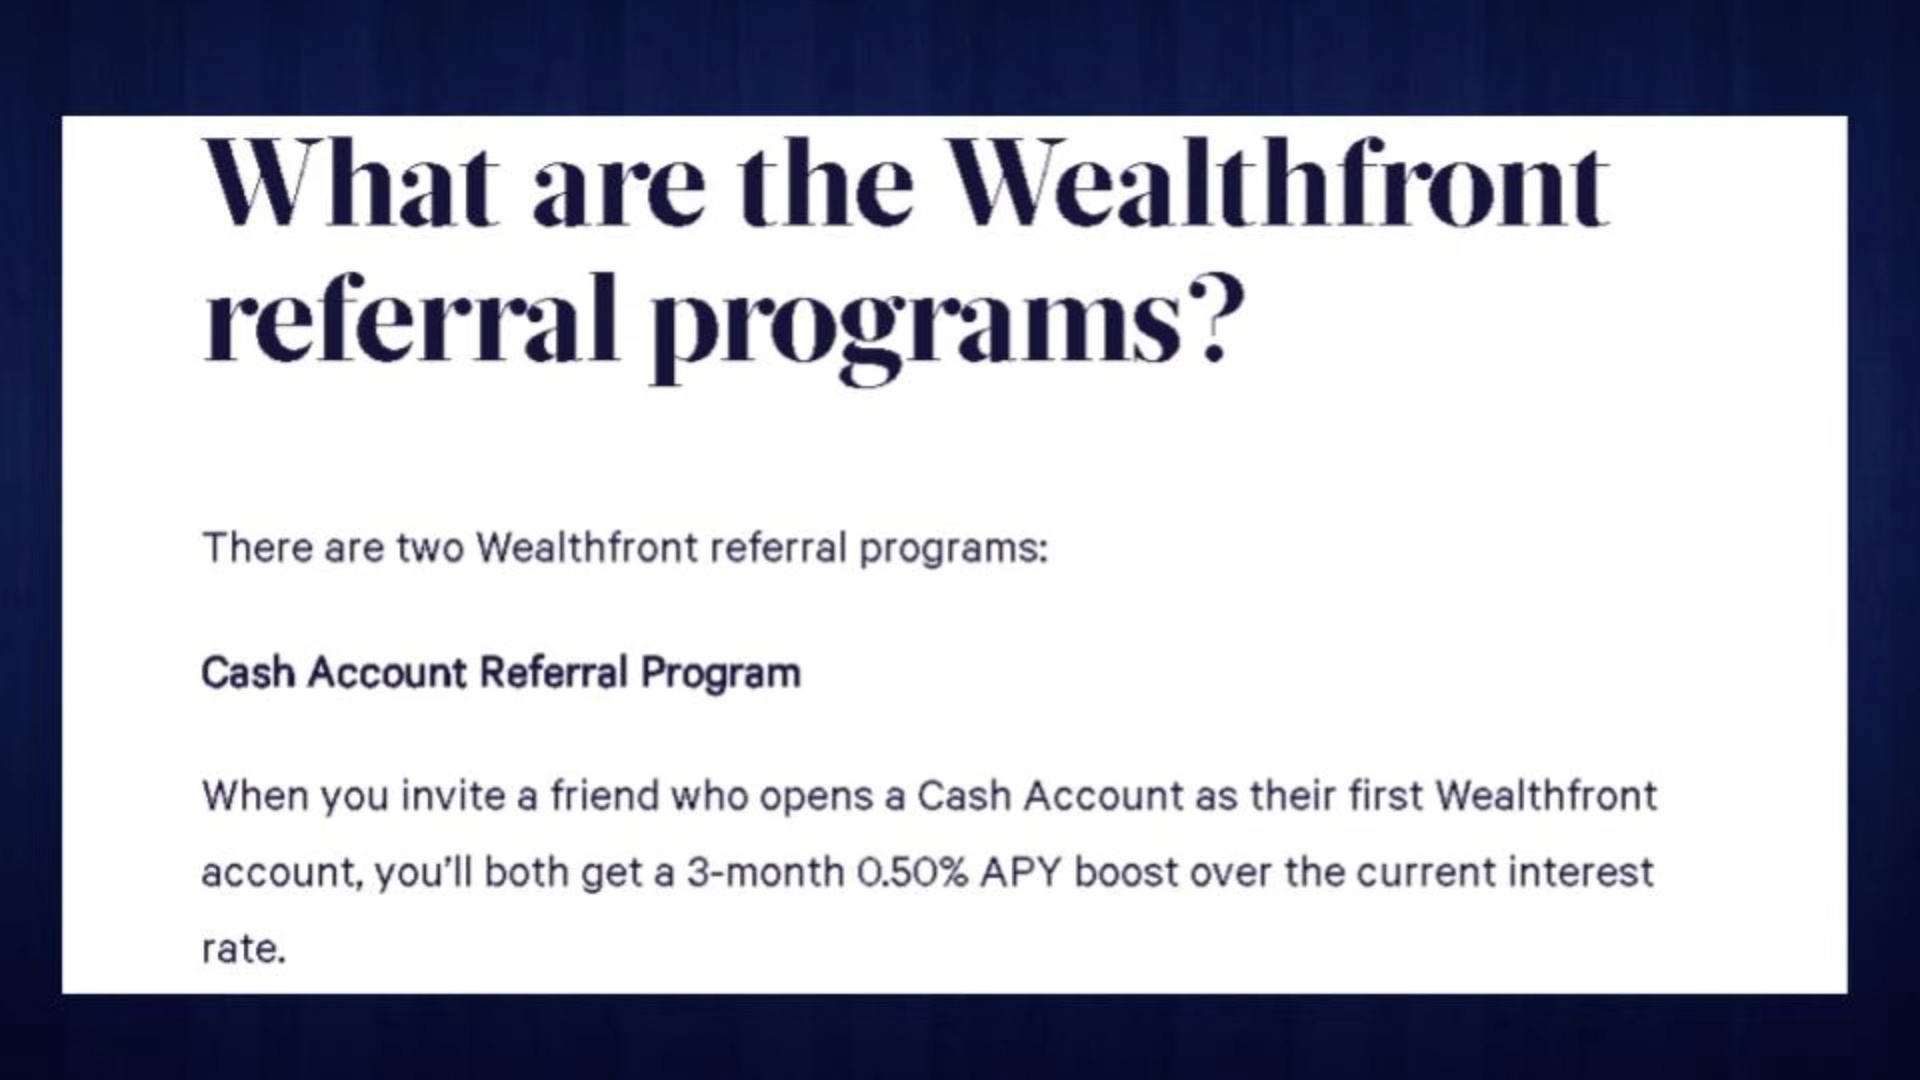 What are the Wealthfront
referral programs?
There are two Wealthfront referral programs:
Cash Account Referral Program
When you invite a friend who opens a Cash Account as their first Wealthfront
account, you’ll both get a 3-month 0.50% APY boost over the current interest
rate.